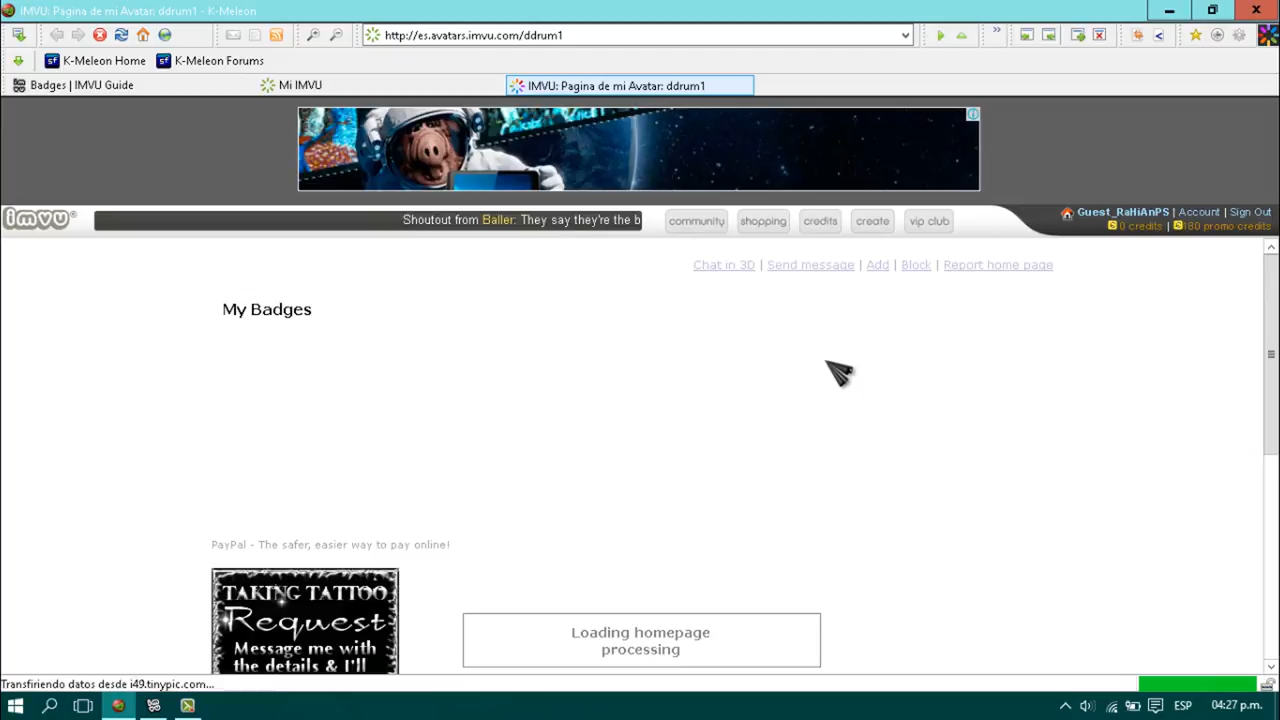 IMVU: Pagina de mi Avatar: ddrum1 - K-Meleon
http://es.avatars.imvu.com/ddrum1
K-Meleon Home K-Meleon Forums
Badges | IMVU Guide Mi IMVU IMVU: Pagina de mi Avatar: ddrum1
imvu® Shoutout from Baller: They say they're the b community shopping credits create vip club Guest_RaHiAnPS | Account | Sign Out
0 credits | 180 promo credits
Chat in 3D | Send message | Add | Block | Report home page
My Badges
PayPal - The safer, easier way to pay online!
TAKING TATTOO
Request
Message me with
the details & I'll
Loading homepage
processing
Transfiriendo datos desde i49.tinypic.com...
ESP 04:27 p.m.